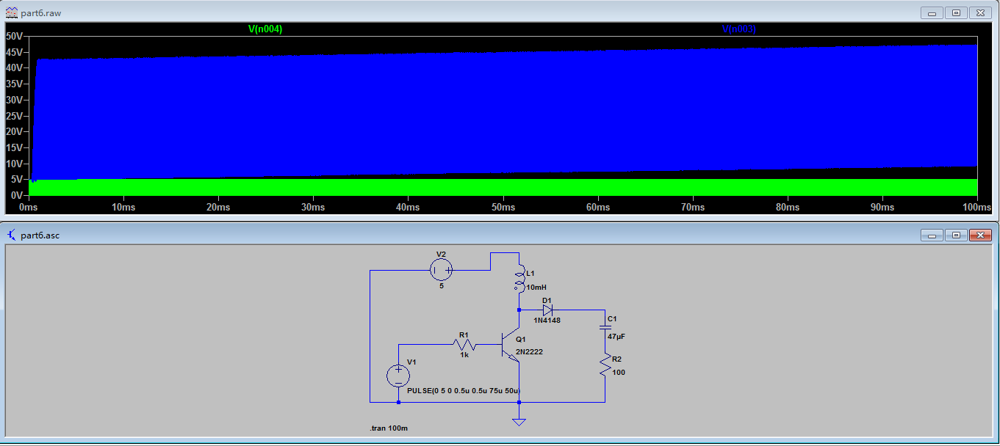 part6.raw
V(n004) V(n003)
50V
45V
40V
35V
30V
25V
20V
15V
10V
5V
0V
0ms 10ms 20ms 30ms 40ms 50ms 60ms 70ms 80ms 90ms 100ms
part6.asc
V2
5
L1
10mH
D1
1N4148
C1
47µF
R1
1k
Q1
2N2222
R2
100
V1
PULSE(0 5 0 0.5u 0.5u 75u 50u)
.tran 100m